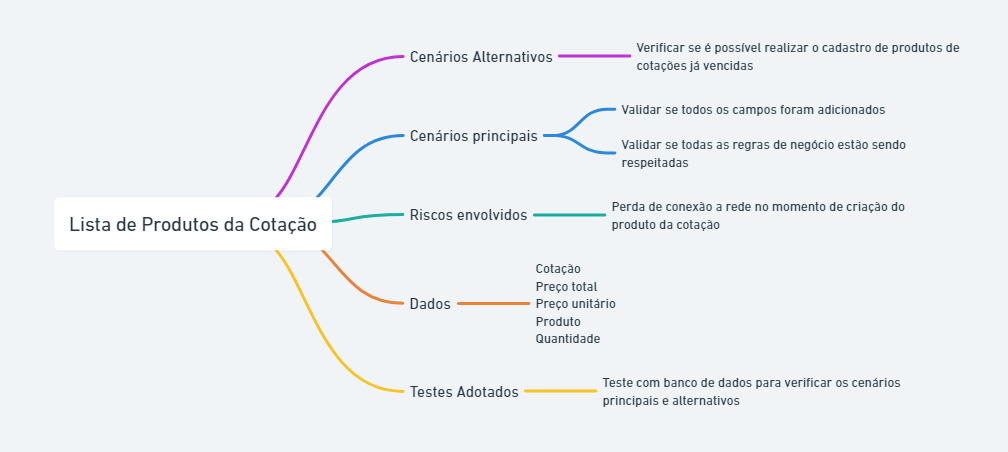 Lista de Produtos da Cotação
Cenários Alternativos
Verificar se é possível realizar o cadastro de produtos de
cotações já vencidas
Cenários principais
Validar se todos os campos foram adicionados
Validar se todas as regras de negócio estão sendo
respeitadas
Riscos envolvidos
Perda de conexão a rede no momento de criação do
produto da cotação
Dados
Cotação
Preço total
Preço unitário
Produto
Quantidade
Testes Adotados
Teste com banco de dados para verificar os cenários
principais e alternativos